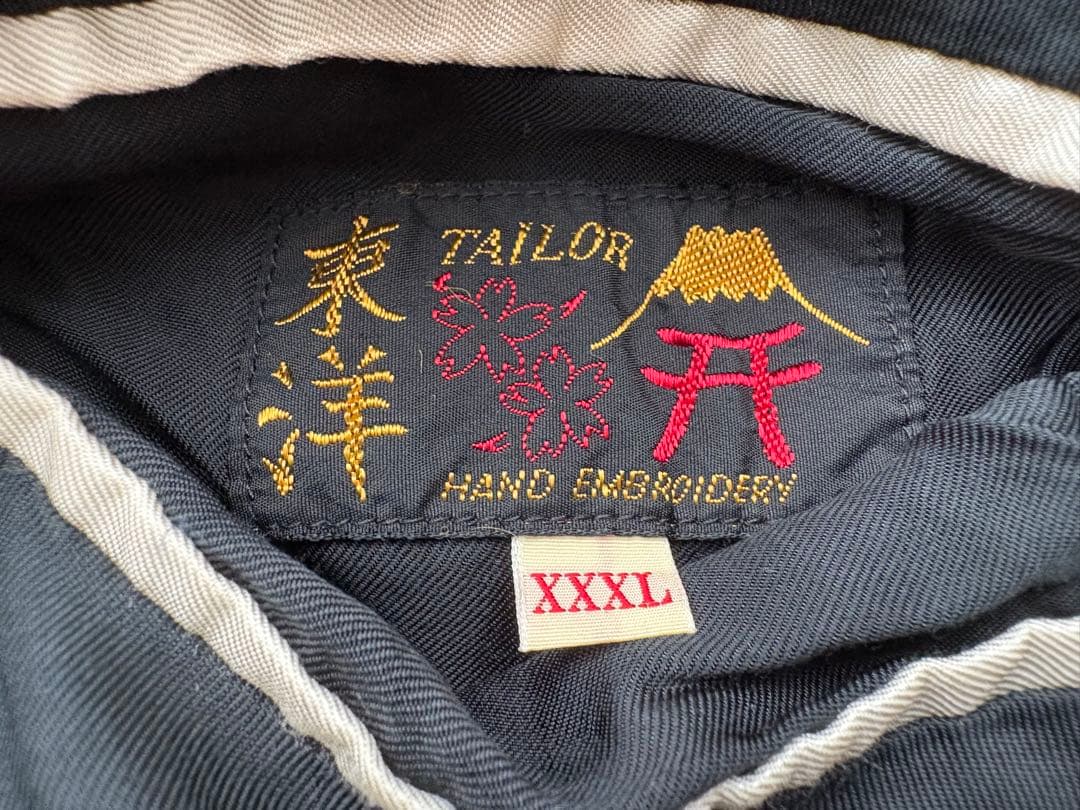 東洋
TAILOR
HAND EMBROIDERY
XXXL